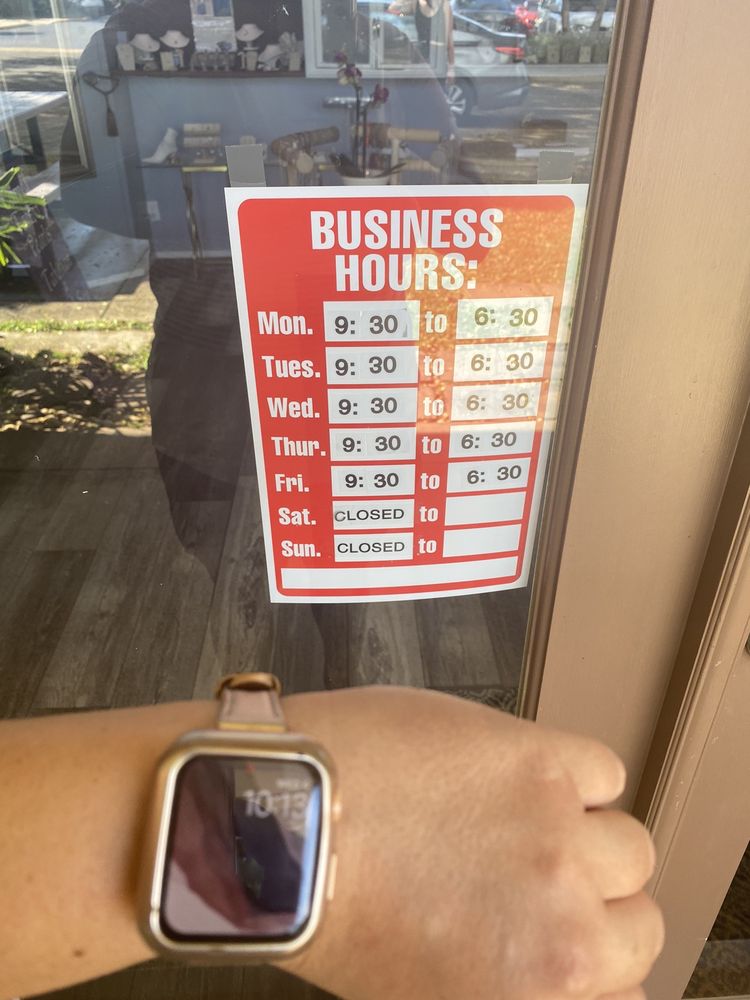 BUSINESS
HOURS:
Mon. 9: 30 to 6: 30
Tues. 9: 30 to 6: 30
Wed. 9: 30 to 6: 30
Thur. 9: 30 to 6: 30
Fri. 9: 30 to 6: 30
Sat. CLOSED to
Sun. CLOSED to
10:13